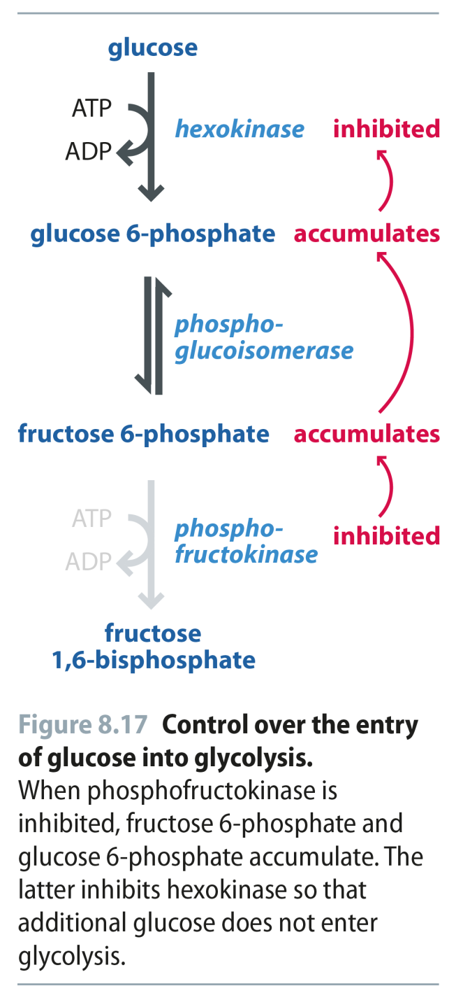 glucose
ATP
ADP
hexokinase inhibited
glucose 6-phosphate accumulates
phospho-
glucoisomerase
fructose 6-phosphate accumulates
ATP
ADP
phospho-
fructokinase
inhibited
fructose
1,6-bisphosphate
Figure 8.17 Control over the entry
of glucose into glycolysis.
When phosphofructokinase is
inhibited, fructose 6-phosphate and
glucose 6-phosphate accumulate. The
latter inhibits hexokinase so that
additional glucose does not enter
glycolysis.